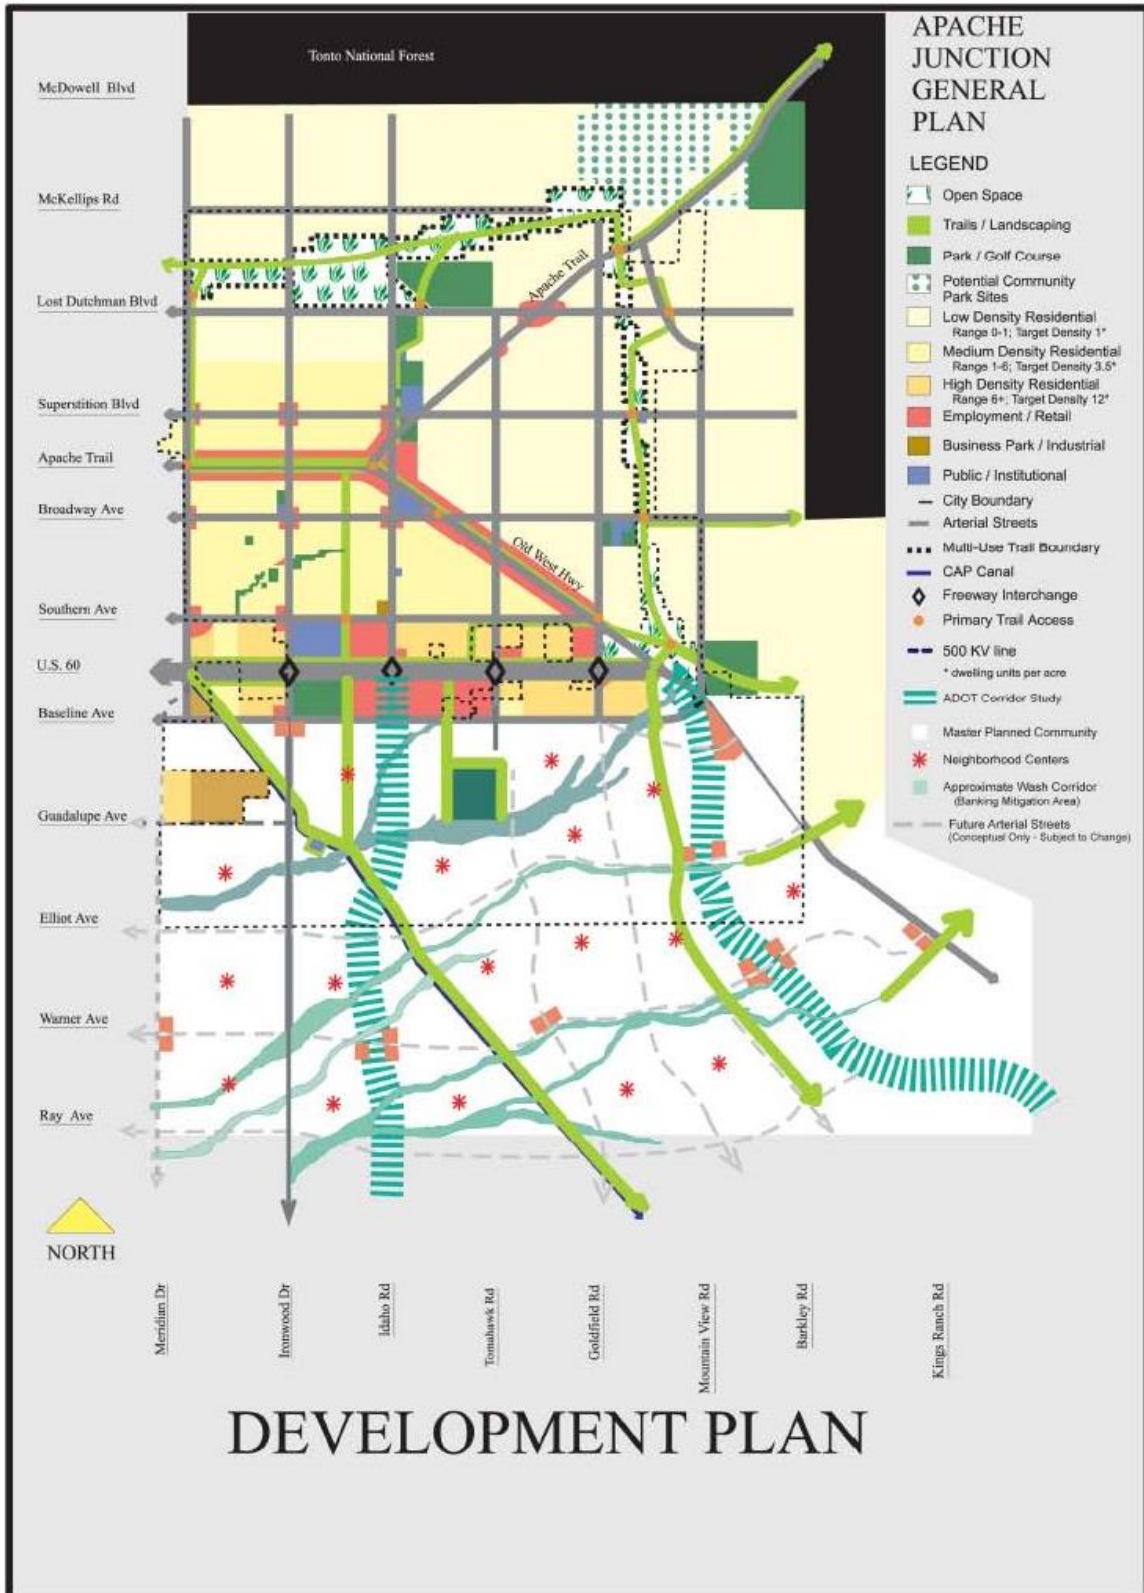 APACHE
JUNCTION
GENERAL
PLAN
LEGEND
Open Space
Trails / Landscaping
Park / Golf Course
Potential Community
Park Sites
Low Density Residential
Range 0-1; Target Density 1*
Medium Density Residential
Range 1-6; Target Density 3.5*
High Density Residential
Range 6+; Target Density 12*
Employment / Retail
Business Park / Industrial
Public / Institutional
City Boundary
Arterial Streets
Multi-Use Trail Boundary
CAP Canal
Freeway Interchange
Primary Trail Access
500 KV line
* dwelling units per acre
ADOT Corridor Study
Master Planned Community
Neighborhood Centers
Approximate Wash Corridor
(Banking Mitigation Area)
Future Arterial Streets
(Conceptual Only - Subject to Change)
Tonto National Forest
McDowell Blvd
McKellips Rd
Lost Dutchman Blvd
Superstition Blvd
Apache Trail
Broadway Ave
Southern Ave
U.S. 60
Baseline Ave
Guadalupe Ave
Elliot Ave
Warner Ave
Ray Ave
Apache Trail
Old West Hwy
NORTH
Meridian Dr
Ironwood Dr
Idaho Rd
Tomahawk Rd
Goldfield Rd
Mountain View Rd
Barkley Rd
Kings Ranch Rd
DEVELOPMENT PLAN